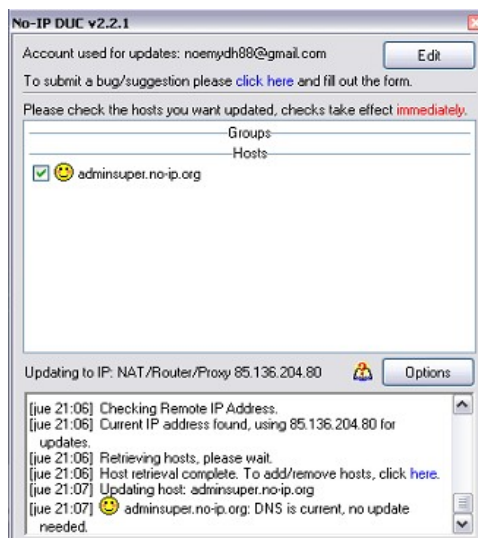 No-IP DUC v2.2.1
Account used for updates: noemydh88@gmail.com
Edit
To submit a bug/suggestion please click here and fill out the form.
Please check the hosts you want updated, checks take effect immediately.
Groups
Hosts
adminsuper.no-ip.org
Updating to IP: NAT/Router/Proxy 85.136.204.80
Options
[jue 21:06] Checking Remote IP Address.
[jue 21:06] Current IP address found, using 85.136.204.80 for
updates.
[jue 21:06] Retrieving hosts, please wait.
[jue 21:06] Host retrieval complete. To add/remove hosts, click here.
[jue 21:07] Updating host: adminsuper.no-ip.org
[jue 21:07] adminsuper.no-ip.org: DNS is current, no update
needed.